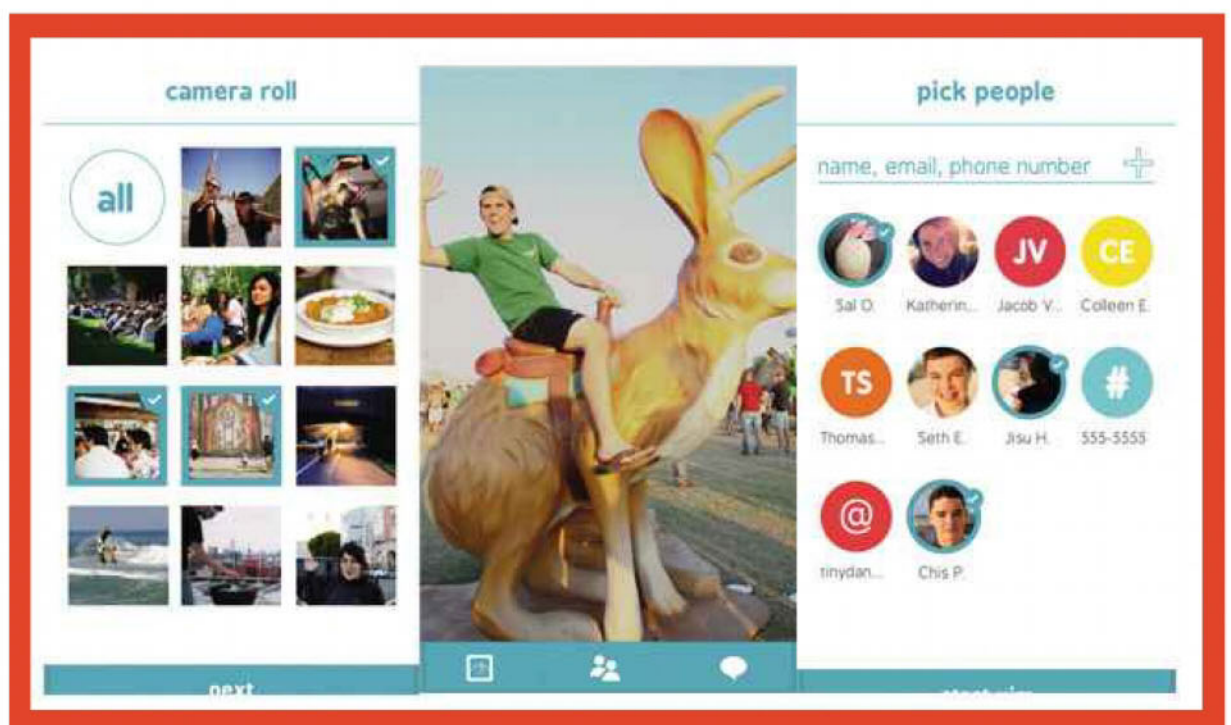 camera roll
all
next
pick people
name, email, phone number
Sal O.
Katherin...
JV
Jacob V...
CE
Colleen E.
TS
Thomas...
Seth E.
Jisu H.
#
555-5555
@
tinydan...
Chis P.